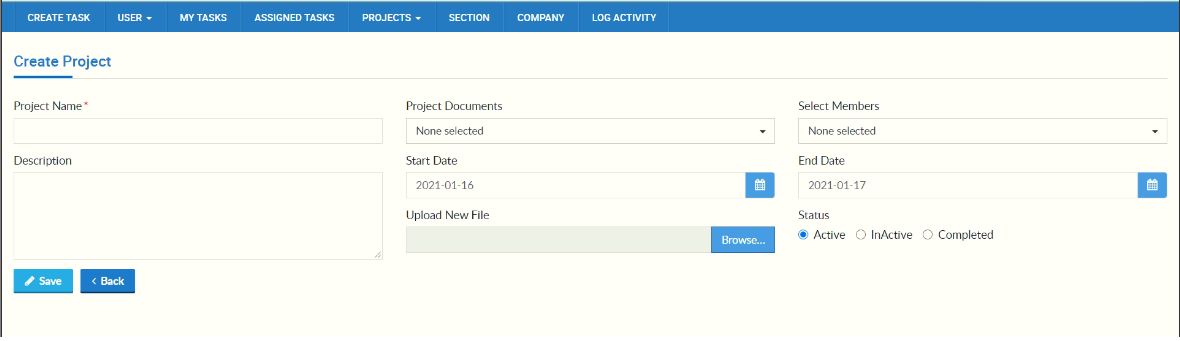 CREATE TASK USER MY TASKS ASSIGNED TASKS PROJECTS SECTION COMPANY LOG ACTIVITY
Create Project
Project Name* Project Documents Select Members
None selected None selected
Description Start Date End Date
2021-01-16 2021-01-17
Upload New File Status
Browse... Active InActive Completed
Save Back